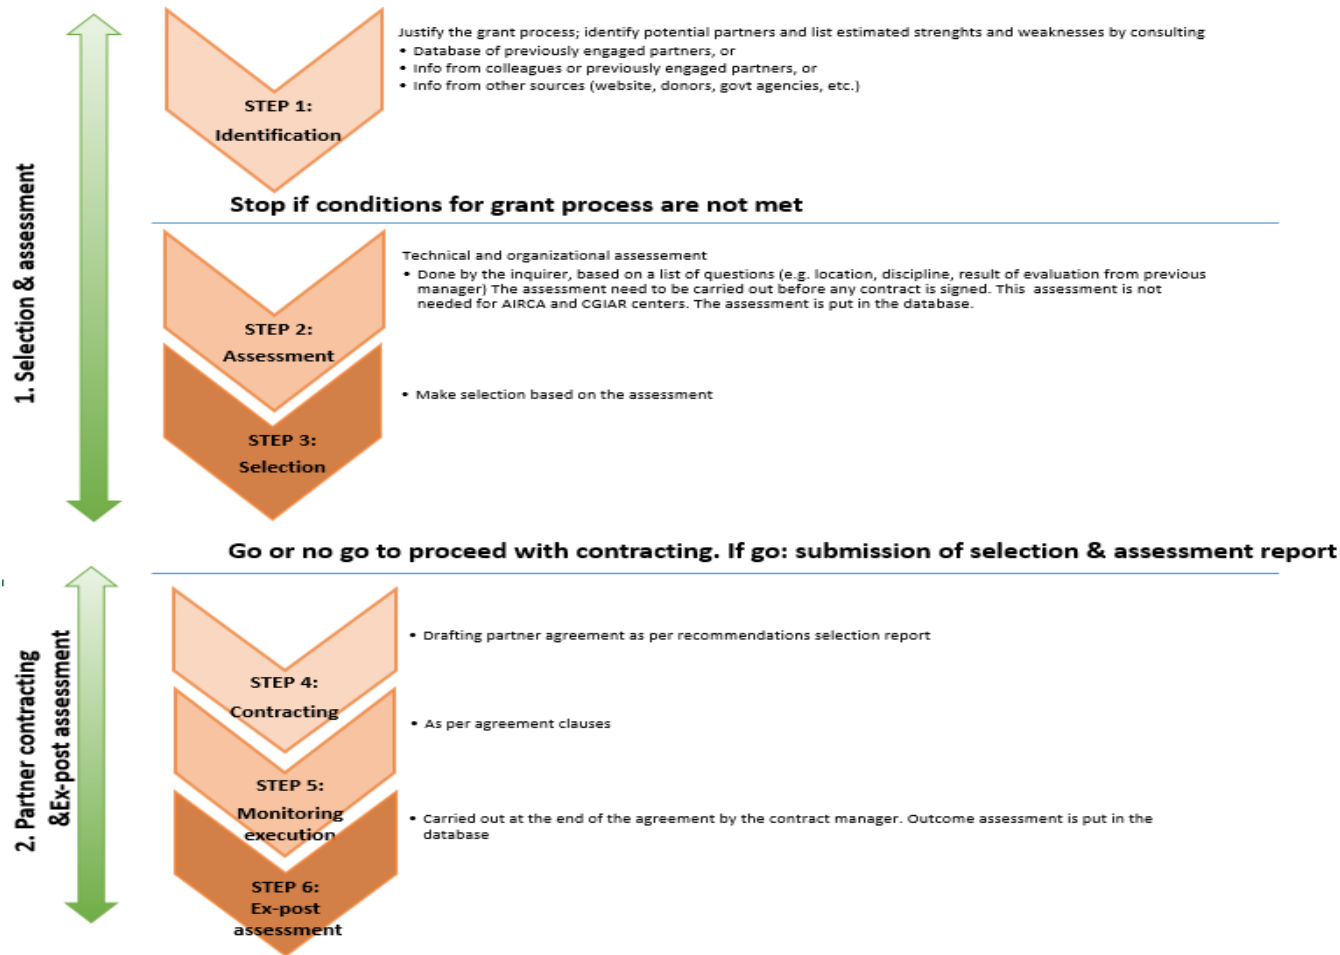 Justify the grant process; identify potential partners and list estimated strenghts and weaknesses by consulting
• Database of previously engaged partners, or
• Info from colleagues or previously engaged partners, or
• Info from other sources (website, donors, govt agencies, etc.)
STEP 1:
Identification
1. Selection & assessment
Stop if conditions for grant process are not met
Technical and organizational assessement
• Done by the inquirer, based on a list of questions (e.g. location, discipline, result of evaluation from previous
manager) The assessment need to be carried out before any contract is signed. This assessment is not
needed for AIRCA and CGIAR centers. The assessment is put in the database.
STEP 2:
Assessment
• Make selection based on the assessment
STEP 3:
Selection
Go or no go to proceed with contracting. If go: submission of selection & assessment report
2. Partner contracting
&Ex-post assessment
• Drafting partner agreement as per recommendations selection report
STEP 4:
Contracting
• As per agreement clauses
STEP 5:
Monitoring
execution
• Carried out at the end of the agreement by the contract manager. Outcome assessment is put in the
database
STEP 6:
Ex-post
assessment